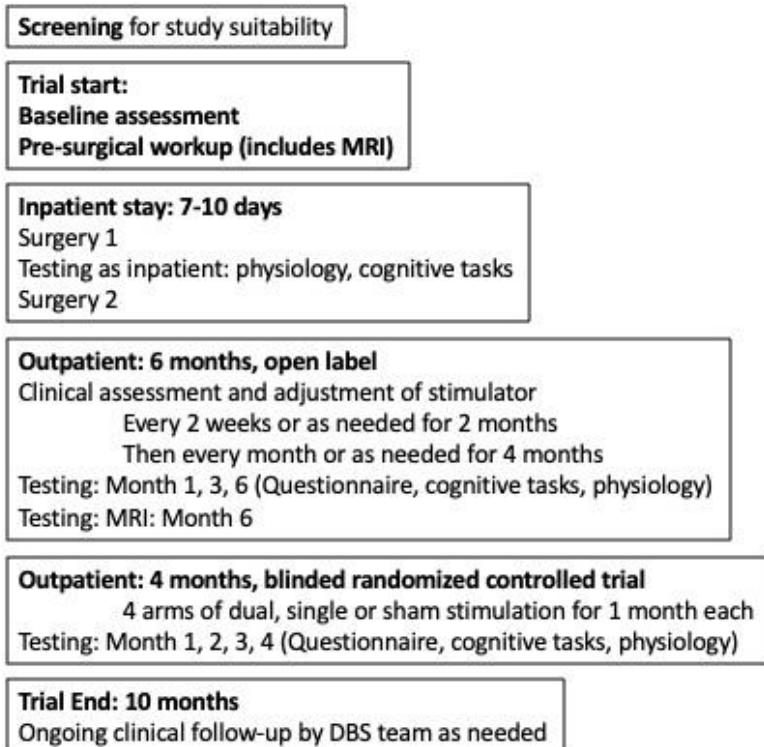 Screening for study suitability
Trial start:
Baseline assessment
Pre-surgical workup (includes MRI)
Inpatient stay: 7-10 days
Surgery 1
Testing as inpatient: physiology, cognitive tasks
Surgery 2
Outpatient: 6 months, open label
Clinical assessment and adjustment of stimulator
Every 2 weeks or as needed for 2 months
Then every month or as needed for 4 months
Testing: Month 1, 3, 6 (Questionnaire, cognitive tasks, physiology)
Testing: MRI: Month 6
Outpatient: 4 months, blinded randomized controlled trial
4 arms of dual, single or sham stimulation for 1 month each
Testing: Month 1, 2, 3, 4 (Questionnaire, cognitive tasks, physiology)
Trial End: 10 months
Ongoing clinical follow-up by DBS team as needed